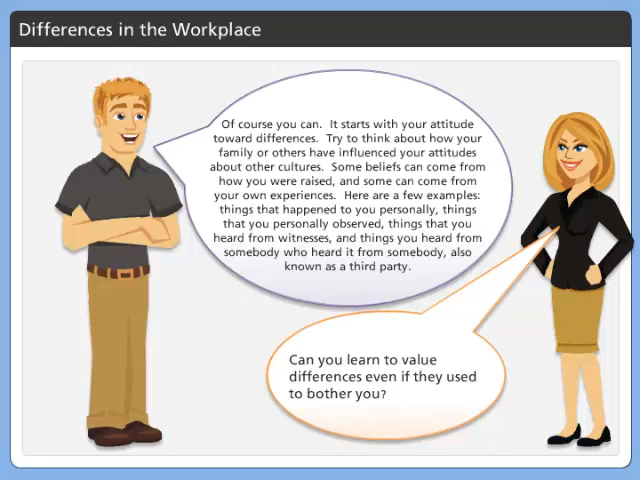 Differences in the Workplace
Of course you can.  It starts with your attitude
toward differences.  Try to think about how your
family or others have influenced your attitudes
about other cultures.  Some beliefs can come from
how you were raised, and some can come from
your own experiences.  Here are a few examples:
things that happened to you personally, things
that you personally observed, things that you
heard from witnesses, and things you heard from
somebody who heard it from somebody, also
known as a third party.
Can you learn to value
differences even if they used
to bother you?